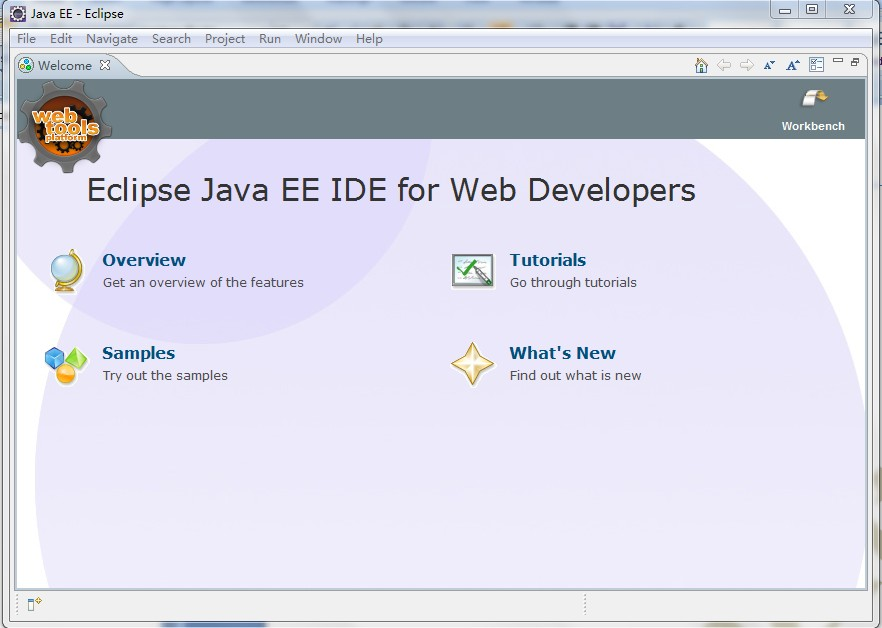 Java EE - Eclipse
File Edit Navigate Search Project Run Window Help
Welcome
web
tools
platform
Workbench
Eclipse Java EE IDE for Web Developers
Overview
Get an overview of the features
Tutorials
Go through tutorials
Samples
Try out the samples
What's New
Find out what is new